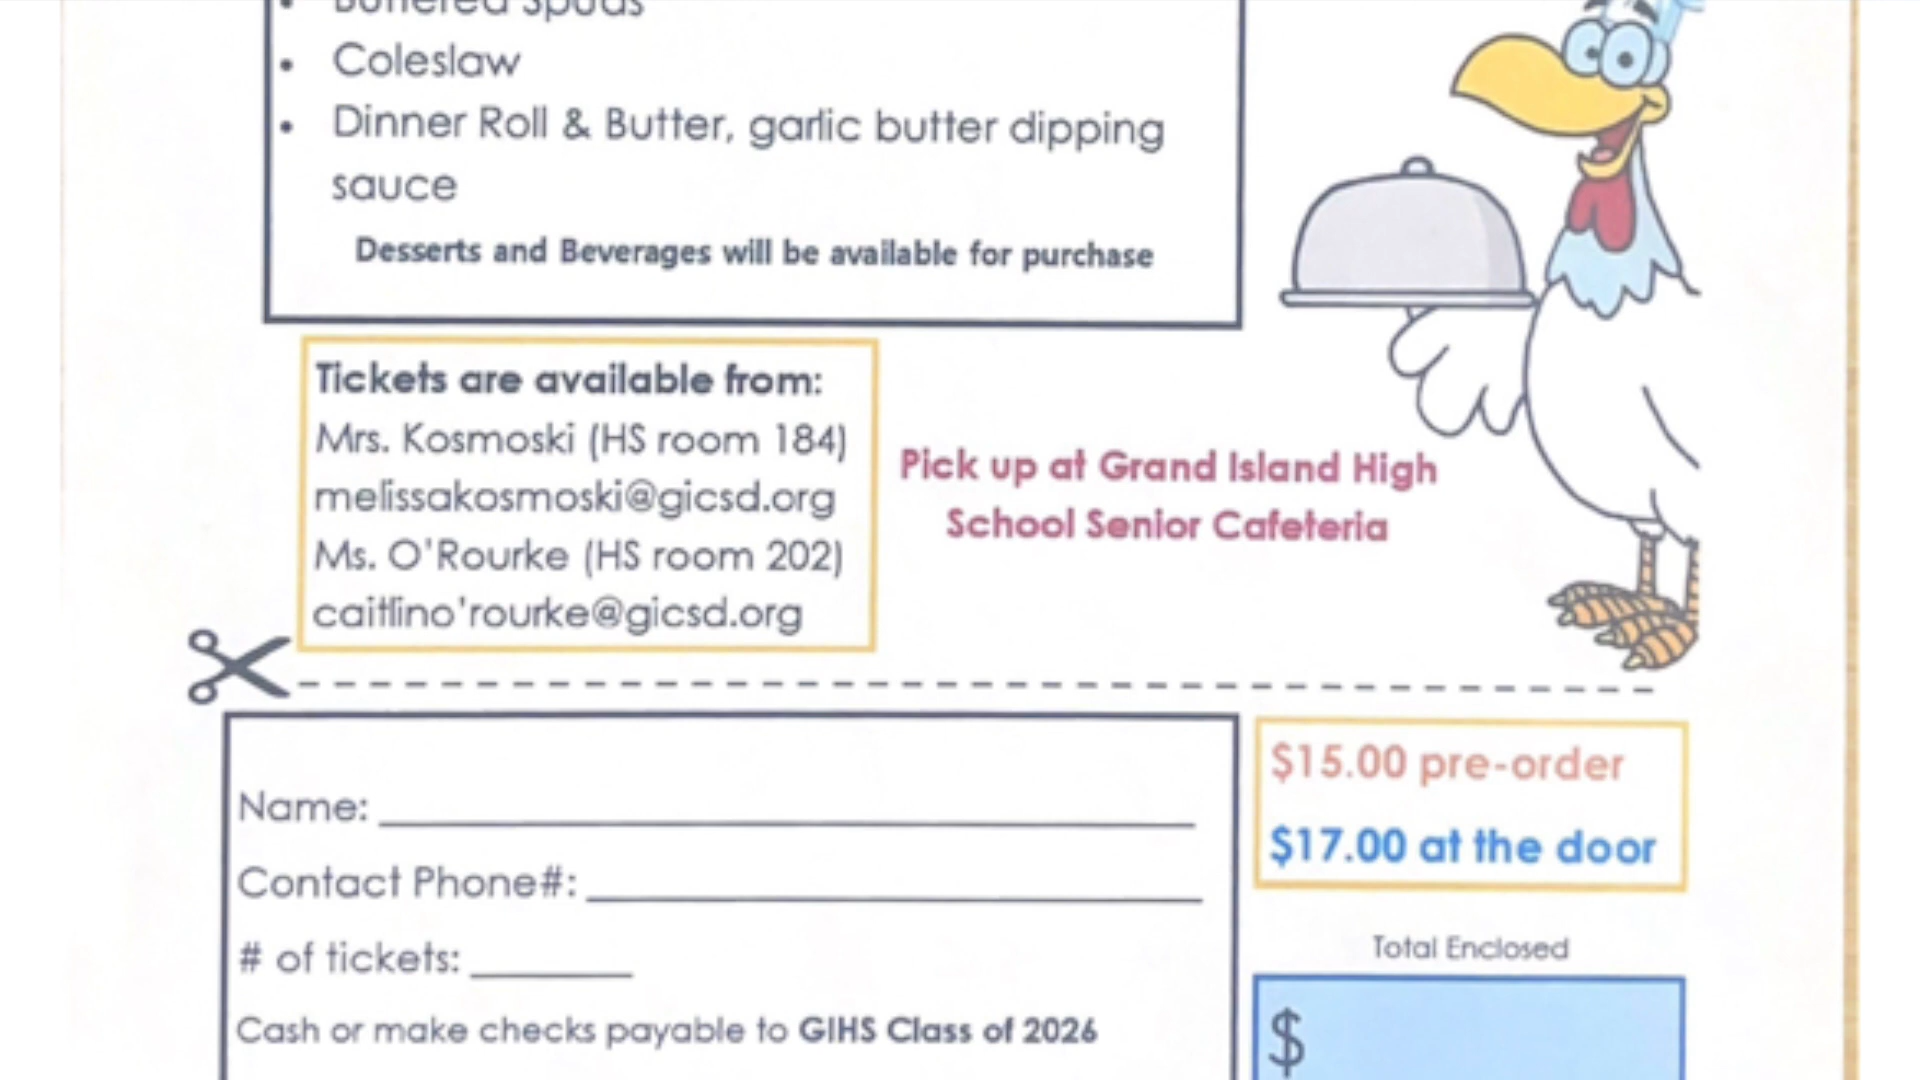 Buttered Spuds
Coleslaw
Dinner Roll & Butter, garlic butter dipping
sauce
Desserts and Beverages will be available for purchase
Tickets are available from:
Mrs. Kosmoski (HS room 184)
melissakosmoski@gicsd.org
Ms. O'Rourke (HS room 202)
caitlino'rourke@gicsd.org
Pick up at Grand Island High
School Senior Cafeteria
Name:
Contact Phone#:
# of tickets:
Cash or make checks payable to GIHS Class of 2026
$15.00 pre-order
$17.00 at the door
Total Enclosed
$